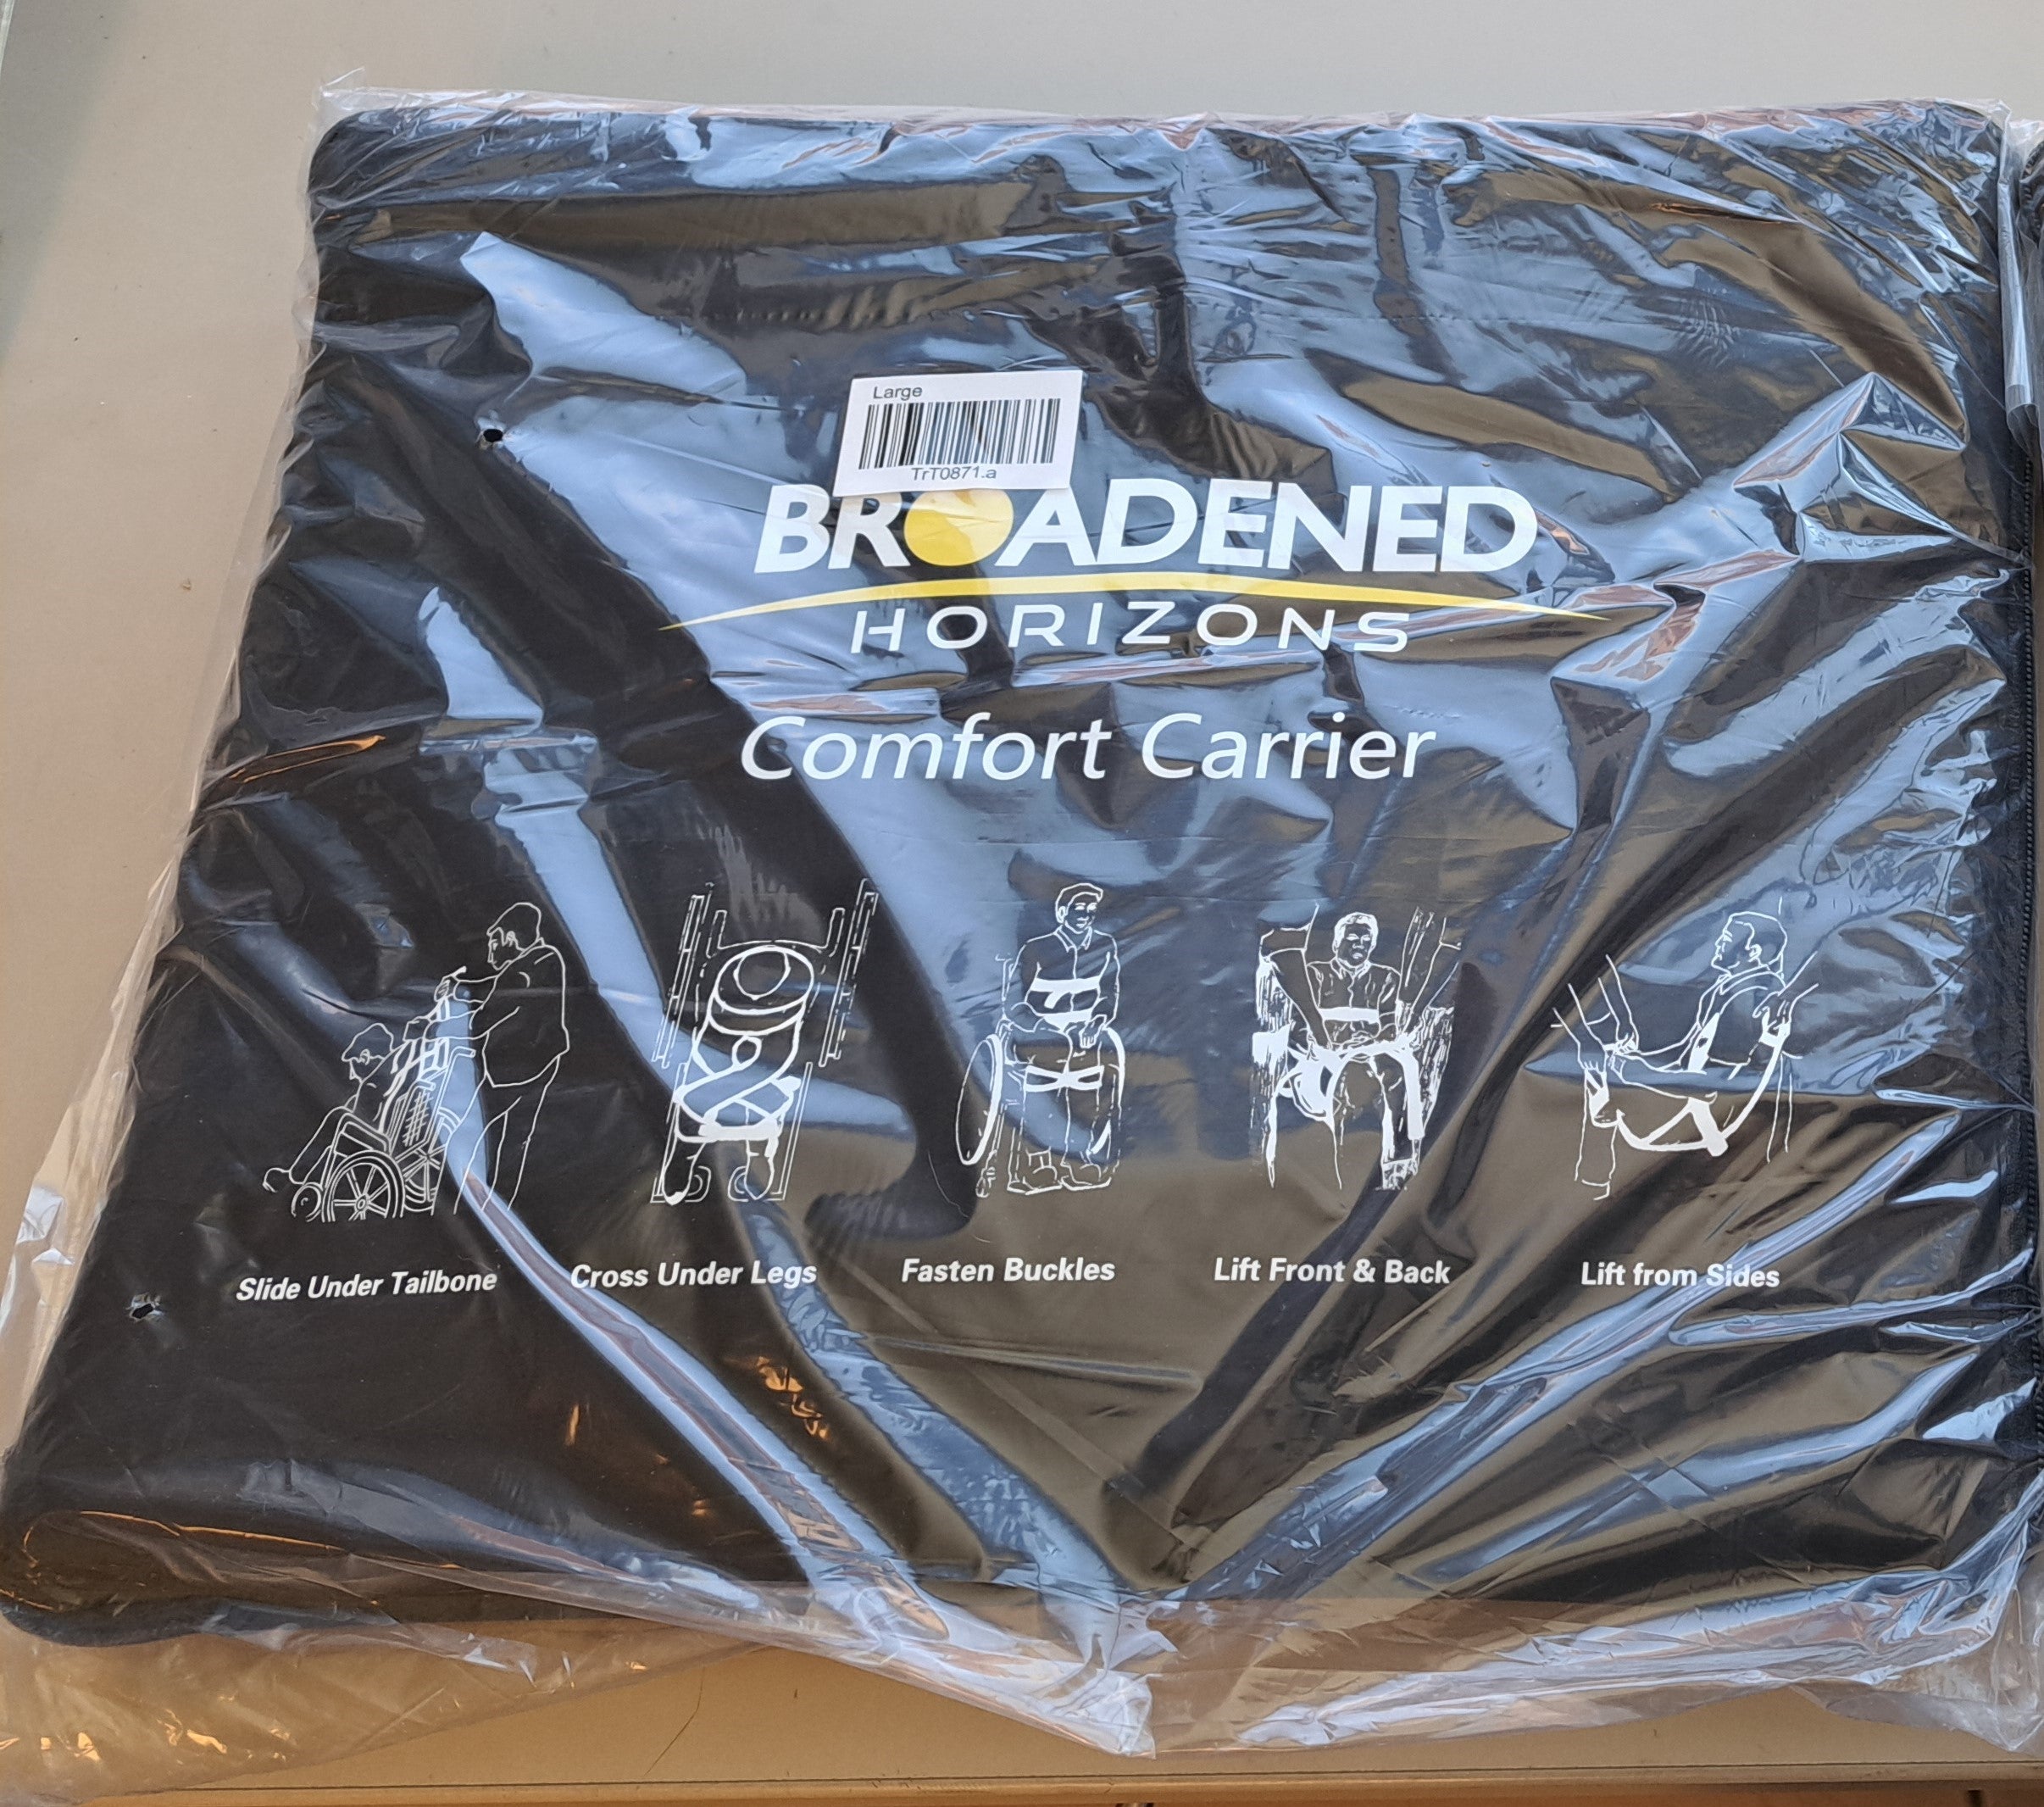 Large
TrT0871.a
BROADENED
HORIZONS
Comfort Carrier
Slide Under Tailbone
Cross Under Legs
Fasten Buckles
Lift Front & Back
Lift from Sides